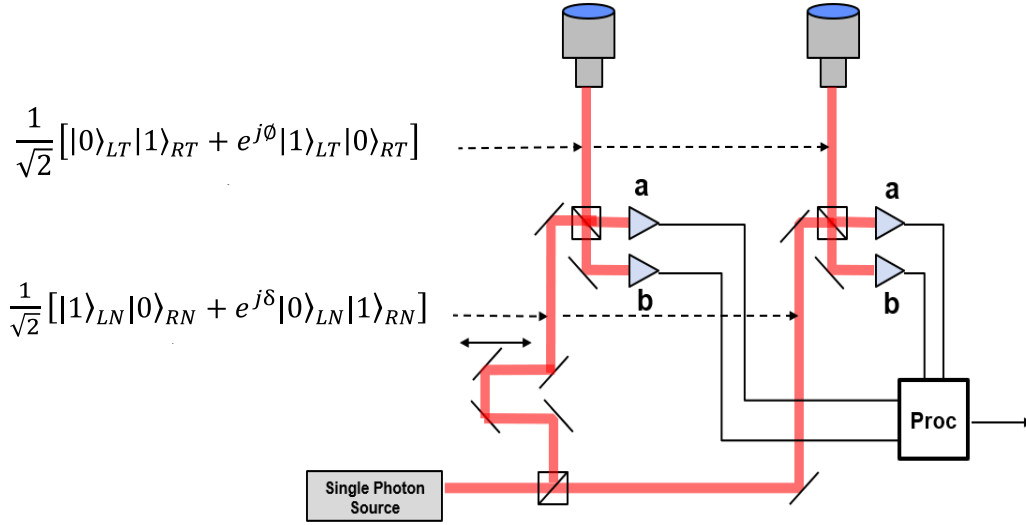 1/√2 [|0⟩_LT|1⟩_RT + e^{jø}|1⟩_LT|0⟩_RT]
a
a
1/√2 [|1⟩_LN|0⟩_RN + e^{jδ}|0⟩_LN|1⟩_RN]
b
b
Proc
Single Photon
Source